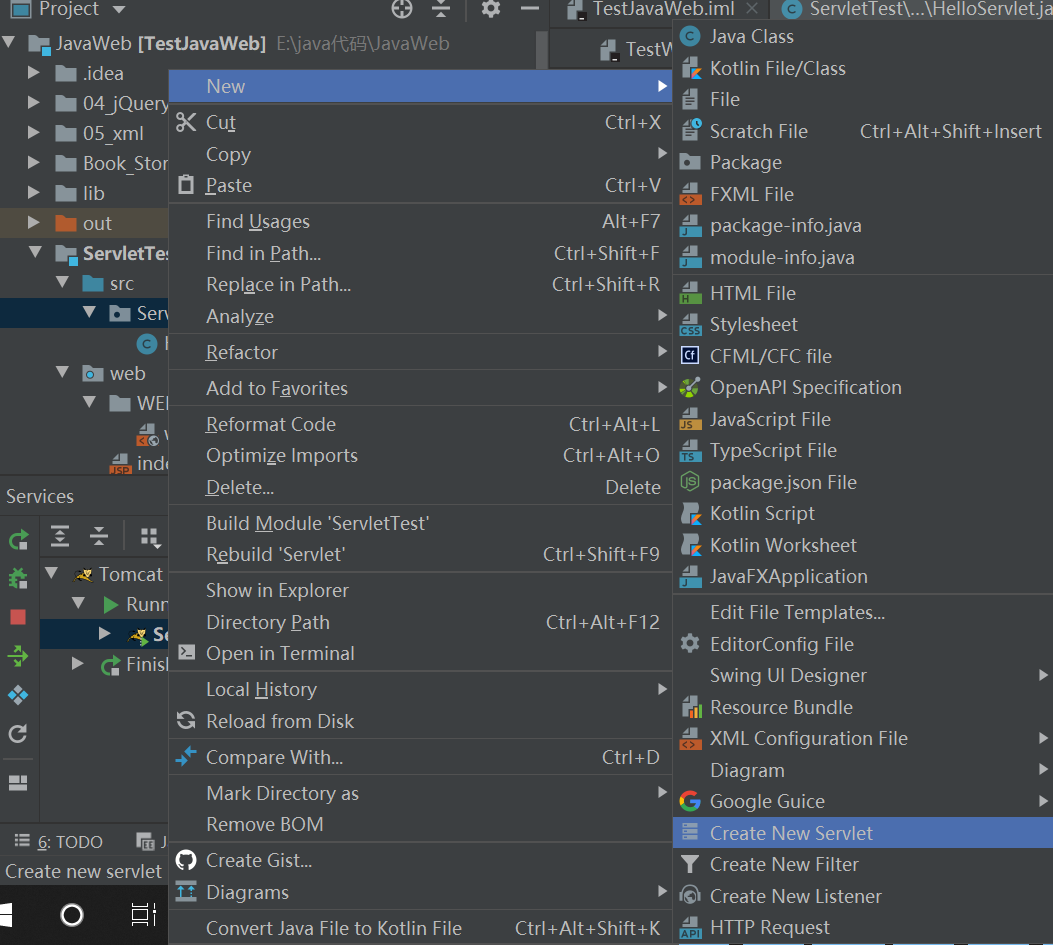 Project
JavaWeb [TestJavaWeb] E:\java代码\JavaWeb
.idea
04_jQuery
05_xml
Book_Stor
lib
out
ServletTes
src
Serv
web
WEI
inde
Services
Tomcat
Runn
Se
Finish
6: TODO
Create new servlet
TestJavaWeb.iml
ServletTest\...\HelloServlet.ja
TestW
New
Cut Ctrl+X
Copy
Paste Ctrl+V
Find Usages Alt+F7
Find in Path... Ctrl+Shift+F
Replace in Path... Ctrl+Shift+R
Analyze
Refactor
Add to Favorites
Reformat Code Ctrl+Alt+L
Optimize Imports Ctrl+Alt+O
Delete... Delete
Build Module 'ServletTest'
Rebuild 'Servlet' Ctrl+Shift+F9
Show in Explorer
Directory Path Ctrl+Alt+F12
Open in Terminal
Local History
Reload from Disk
Compare With... Ctrl+D
Mark Directory as
Remove BOM
Create Gist...
Diagrams
Convert Java File to Kotlin File Ctrl+Alt+Shift+K
Java Class
Kotlin File/Class
File
Scratch File Ctrl+Alt+Shift+Insert
Package
FXML File
package-info.java
module-info.java
HTML File
Stylesheet
CFML/CFC file
OpenAPI Specification
JavaScript File
TypeScript File
package.json File
Kotlin Script
Kotlin Worksheet
JavaFXApplication
Edit File Templates...
EditorConfig File
Swing UI Designer
Resource Bundle
XML Configuration File
Diagram
Google Guice
Create New Servlet
Create New Filter
Create New Listener
HTTP Request